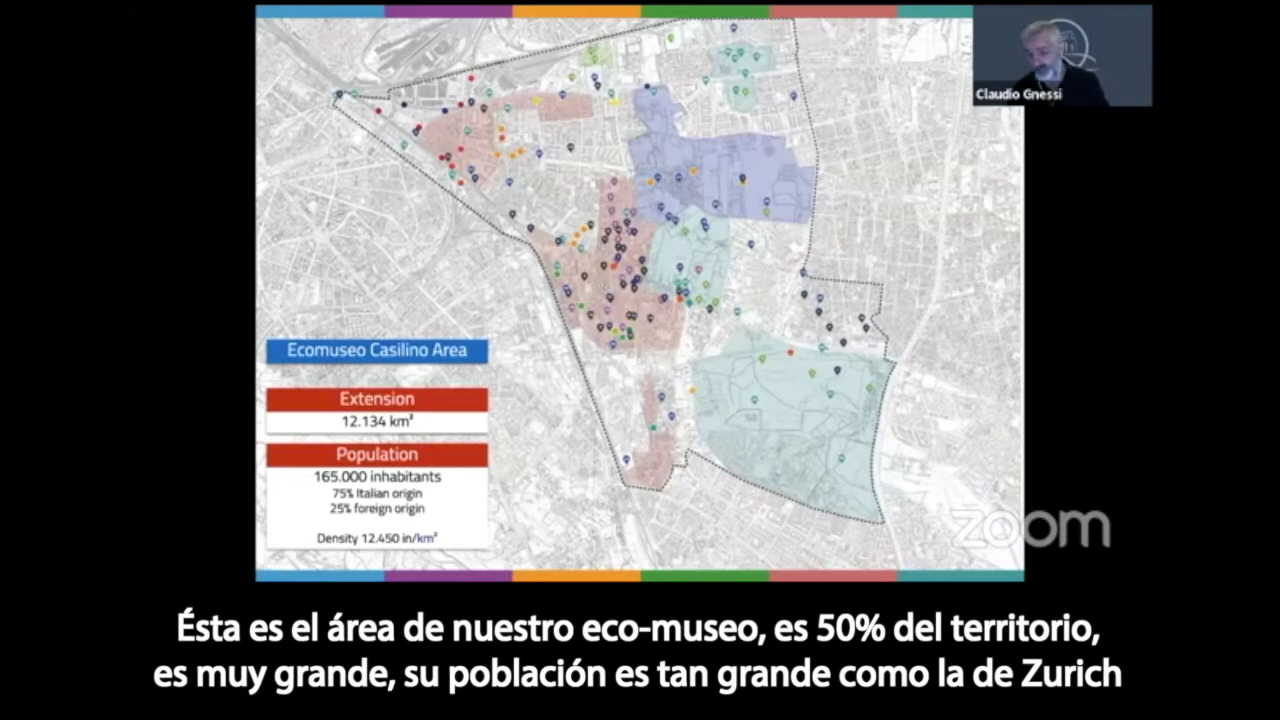 Claudio Gnessi
Ecomuseo Casilino Area
Extension
12.134 km²
Population
165.000 inhabitants
75% Italian origin
25% foreign origin
Density 12.450 in/km²
zoom
Ésta es el área de nuestro eco-museo, es 50% del territorio,
es muy grande, su población es tan grande como la de Zurich